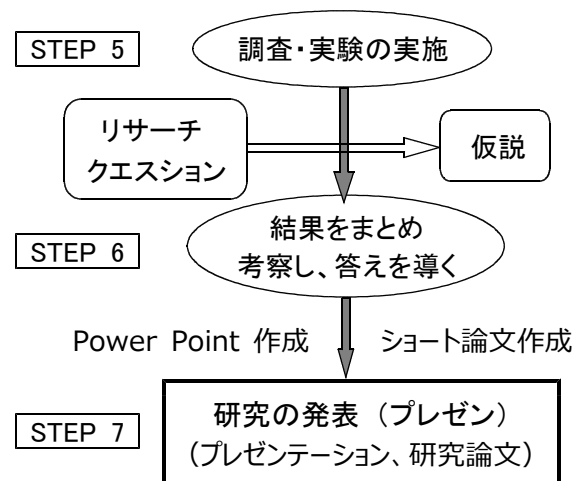 STEP 5
調査・実験の実施
リサーチ
クエスション
仮説
STEP 6
結果をまとめ
考察し、答えを導く
Power Point 作成
ショート論文作成
STEP 7
研究の発表（プレゼン）
（プレゼンテーション、研究論文）